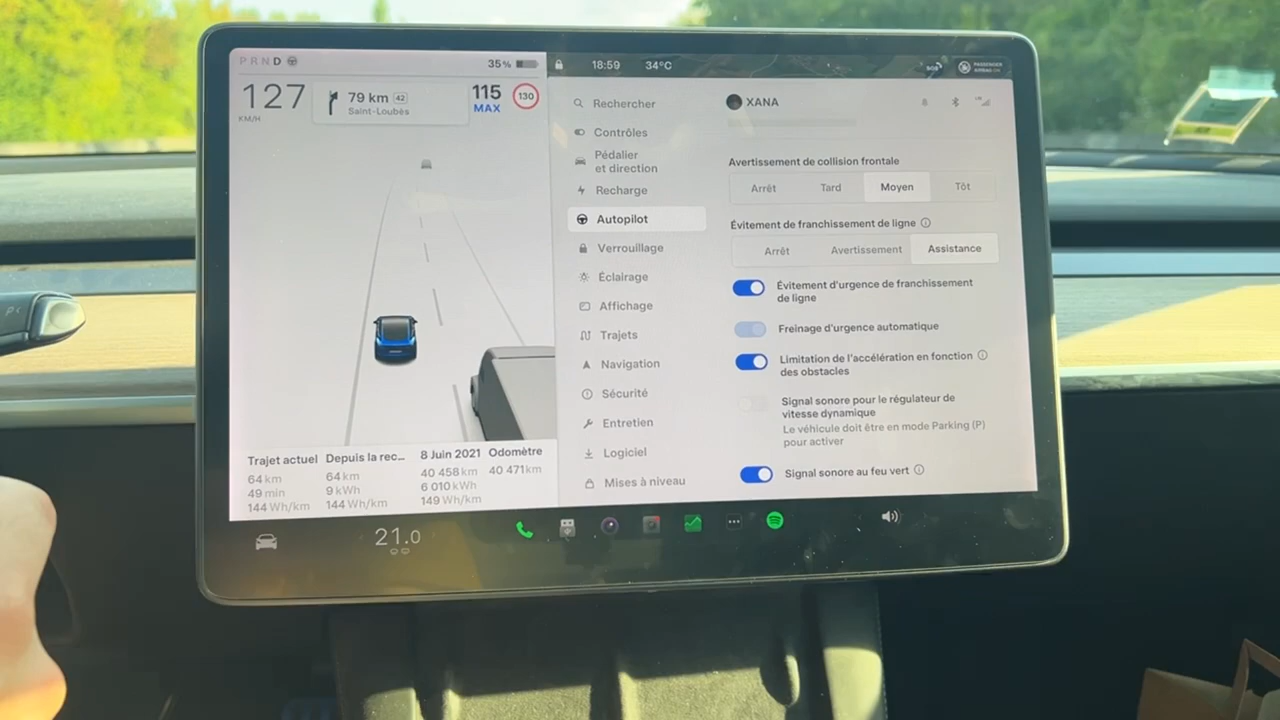 P R N D
35 %
18:59
34°C
SOS
PASSENGER
AIRBAG
127
KM/H
79 km 42
Saint-Loubès
115
MAX
130
Rechercher
Contrôles
Pédalier
et direction
Recharge
Autopilot
Verrouillage
Éclairage
Affichage
Trajets
Navigation
Sécurité
Entretien
Logiciel
Mises à niveau
XANA
LTE
Avertissement de collision frontale
Arrêt Tard Moyen Tôt
Évitement de franchissement de ligne
Arrêt Avertissement Assistance
Évitement d'urgence de franchissement
de ligne
Freinage d'urgence automatique
Limitation de l'accélération en fonction
des obstacles
Signal sonore pour le régulateur de
vitesse dynamique
Le véhicule doit être en mode Parking (P)
pour activer
Signal sonore au feu vert
Trajet actuel
64 km
49 min
144 Wh/km
Depuis la rec...
64 km
9 kWh
144 Wh/km
8 Juin 2021
40 458 km
6 010 kWh
149 Wh/km
Odomètre
40 471 km
21.0
P